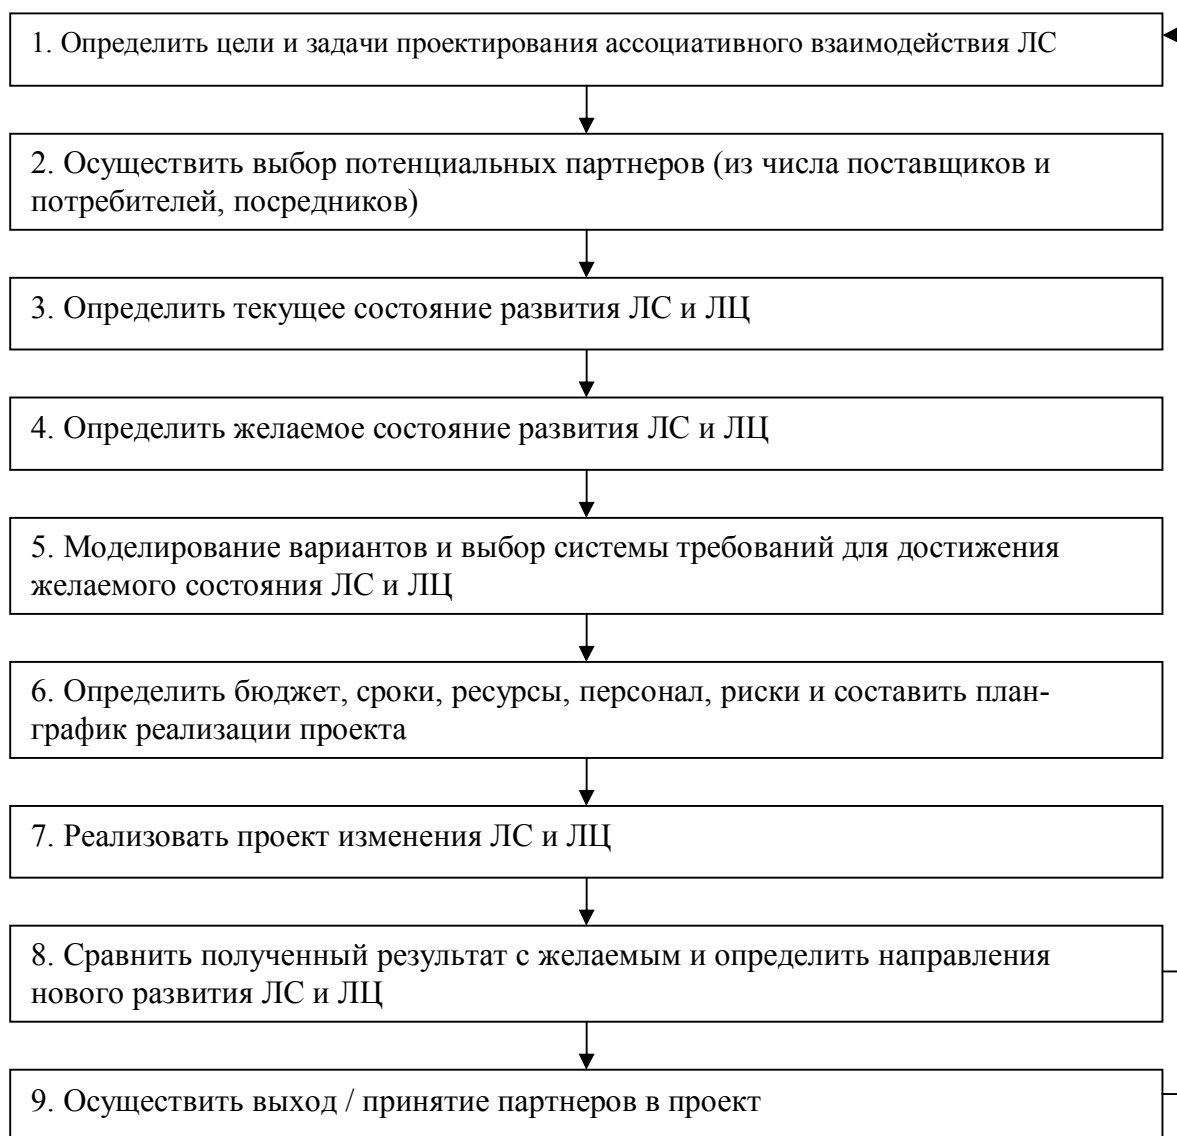 1. Определить цели и задачи проектирования ассоциативного взаимодействия ЛС
2. Осуществить выбор потенциальных партнеров (из числа поставщиков и
потребителей, посредников)
3. Определить текущее состояние развития ЛС и ЛЦ
4. Определить желаемое состояние развития ЛС и ЛЦ
5. Моделирование вариантов и выбор системы требований для достижения
желаемого состояния ЛС и ЛЦ
6. Определить бюджет, сроки, ресурсы, персонал, риски и составить план-
график реализации проекта
7. Реализовать проект изменения ЛС и ЛЦ
8. Сравнить полученный результат с желаемым и определить направления
нового развития ЛС и ЛЦ
9. Осуществить выход / принятие партнеров в проект